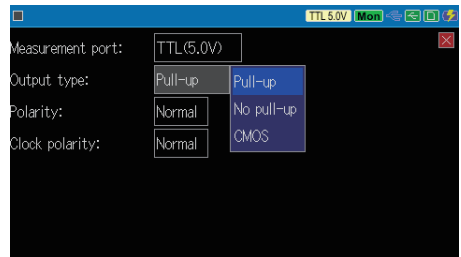 TTL 5.0V Mon
Measurement port: TTL(5.0V)
Output type: Pull-up
Pull-up
No pull-up
CMOS
Polarity: Normal
Clock polarity: Normal